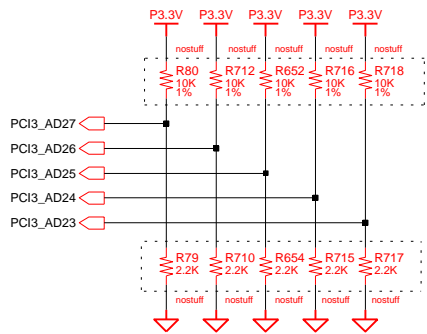 P3.3V P3.3V P3.3V P3.3V P3.3V
nostuff nostuff nostuff nostuff nostuff
R80 R712 R652 R716 R718
10K 10K 10K 10K 10K
1% 1% 1% 1% 1%
PCI3_AD27
PCI3_AD26
PCI3_AD25
PCI3_AD24
PCI3_AD23
R79 R710 R654 R715 R717
2.2K 2.2K 2.2K 2.2K 2.2K
nostuff nostuff nostuff nostuff nostuff